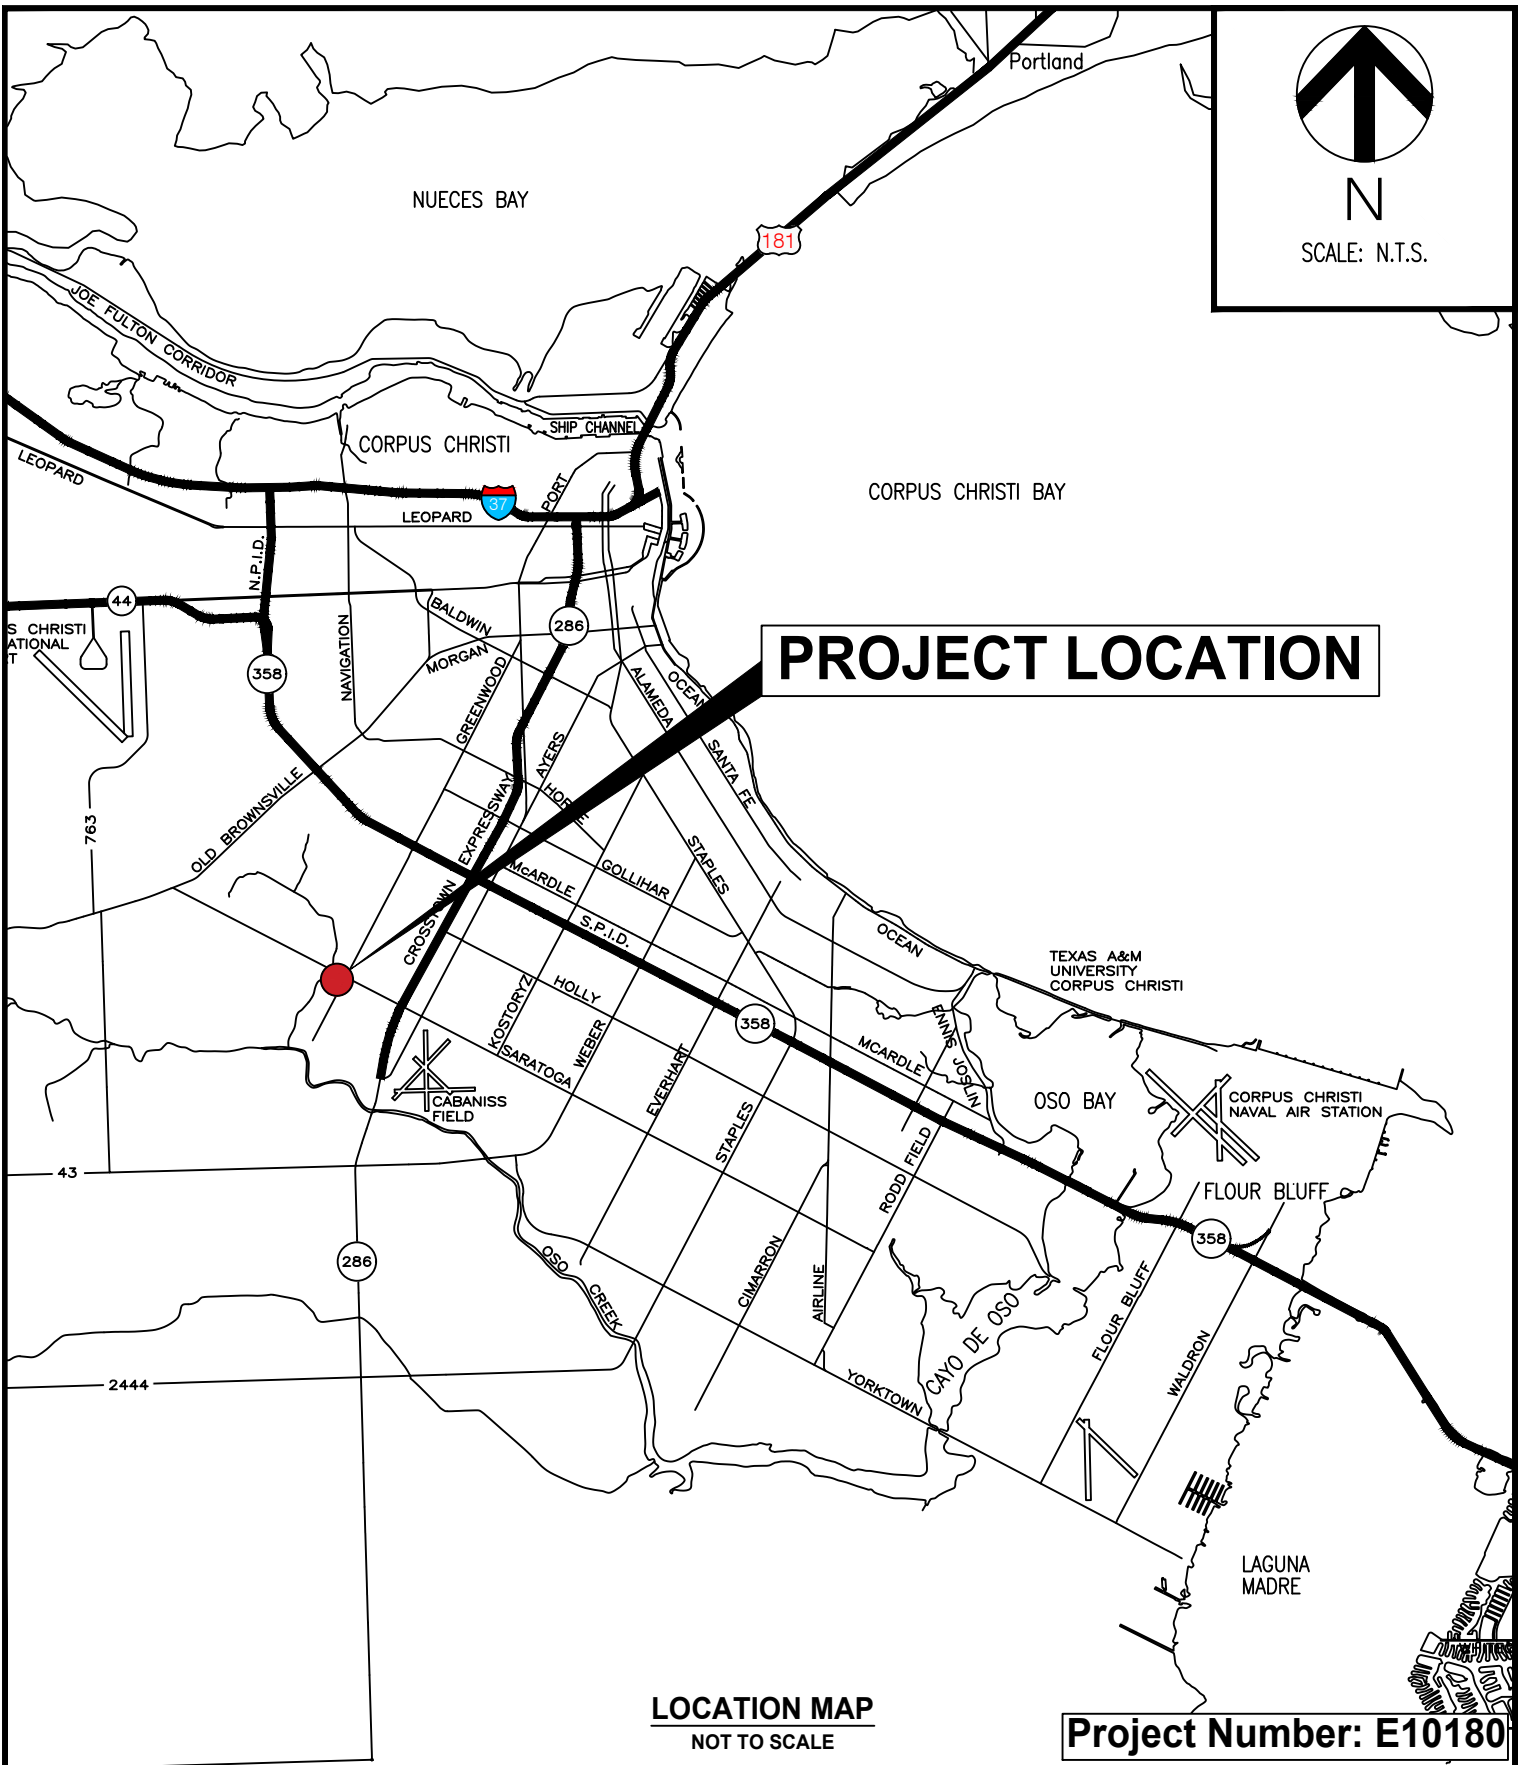 Portland
N
SCALE: N.T.S.
NUECES BAY
181
JOE FULTON CORRIDOR
SHIP CHANNEL
CORPUS CHRISTI
LEOPARD
37
PORT
LEOPARD
CORPUS CHRISTI BAY
N.P.I.D.
44
S CHRISTI
ATIONAL
T
BALDWIN
286
MORGAN
NAVIGATION
358
GREENWOOD
ALAMEDA
OCEAN
PROJECT LOCATION
SANTA FE
AYERS
HORNE
EXPRESSWAY
763
OLD BROWNSVILLE
STAPLES
McARDLE
GOLLIHAR
CROSSTOWN
S.P.I.D.
OCEAN
TEXAS A&M
UNIVERSITY
CORPUS CHRISTI
HOLLY
KOSTORYZ
358
WEBER
SARATOGA
EVERHART
MCARDLE
ENNIS JOSLIN
OSO BAY
CORPUS CHRISTI
NAVAL AIR STATION
CABANISS
FIELD
STAPLES
RODD FIELD
43
FLOUR BLUFF
358
286
OSO CREEK
CIMARRON
AIRLINE
FLOUR BLUFF
CAYO DE OSO
WALDRON
2444
YORKTOWN
LAGUNA
MADRE
LOCATION MAP
NOT TO SCALE
Project Number: E10180